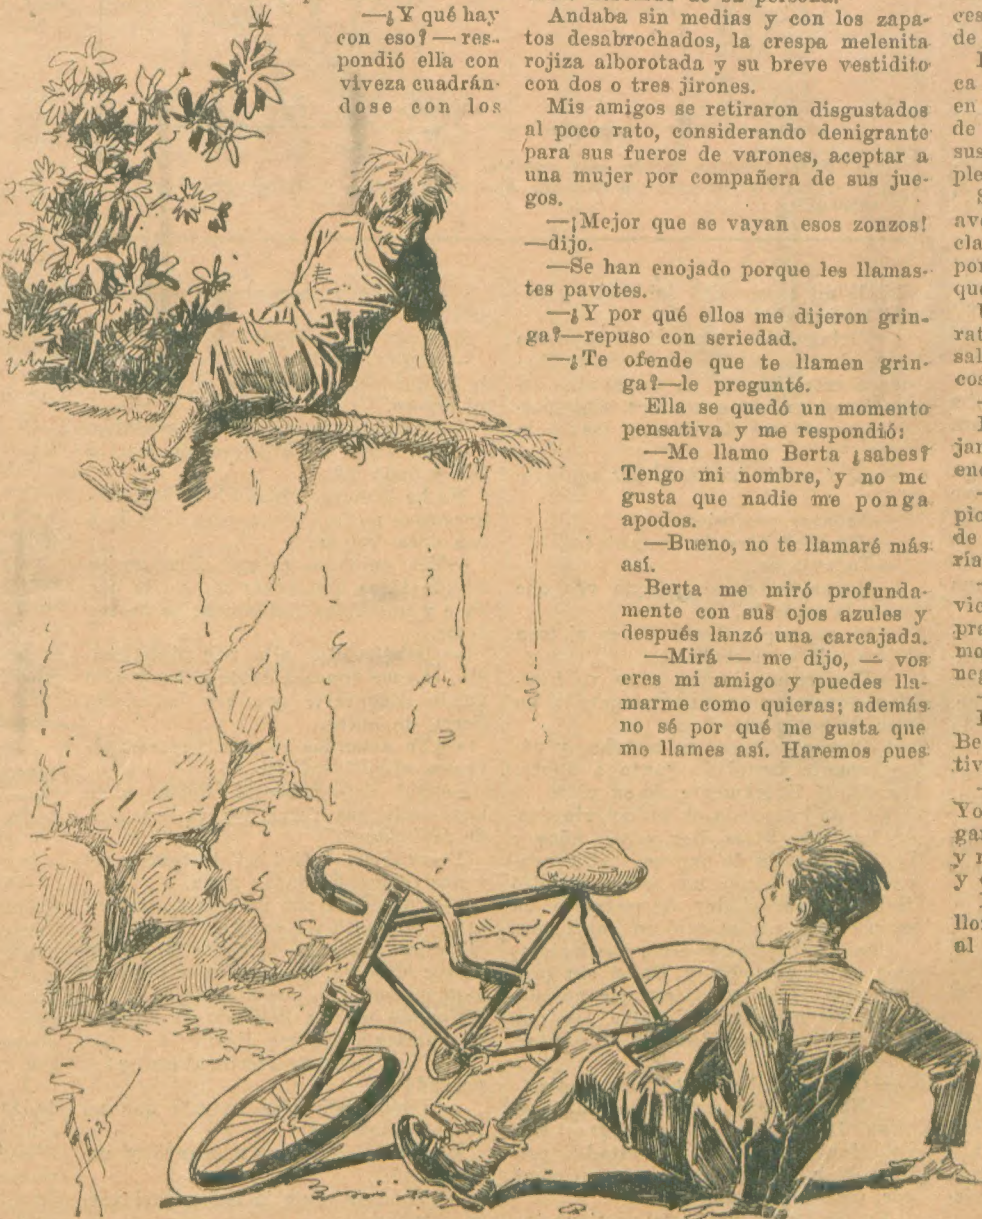 —¿Y qué hay
con eso? — res-
pondió ella con
viveza cuadrán-
dose con los
Andaba sin medias y con los zapa-
tos desabrochados, la crespa melenita
rojiza alborotada y su breve vestidito
con dos o tres jirones.
Mis amigos se retiraron disgustados
al poco rato, considerando denigrante
para sus fueros de varones, aceptar a
una mujer por compañera de sus jue-
gos.
—¡Mejor que se vayan esos zonzos!
—dijo.
—Se han enojado porque les llamas-
tes pavotes.
—¿Y por qué ellos me dijeron grin-
ga?—repuso con seriedad.
—¿Te ofende que te llamen grin-
ga?—le pregunté.
Ella se quedó un momento
pensativa y me respondió:
—Me llamo Berta ¿sabes?
Tengo mi nombre, y no me
gusta que nadie me ponga
apodos.
—Bueno, no te llamaré más
así.
Berta me miró profunda-
mente con sus ojos azules y
después lanzó una carcajada.
—Mirá — me dijo, — vos
eres mi amigo y puedes lla-
marme como quieras; además
no sé por qué me gusta que
me llames así. Haremos pues